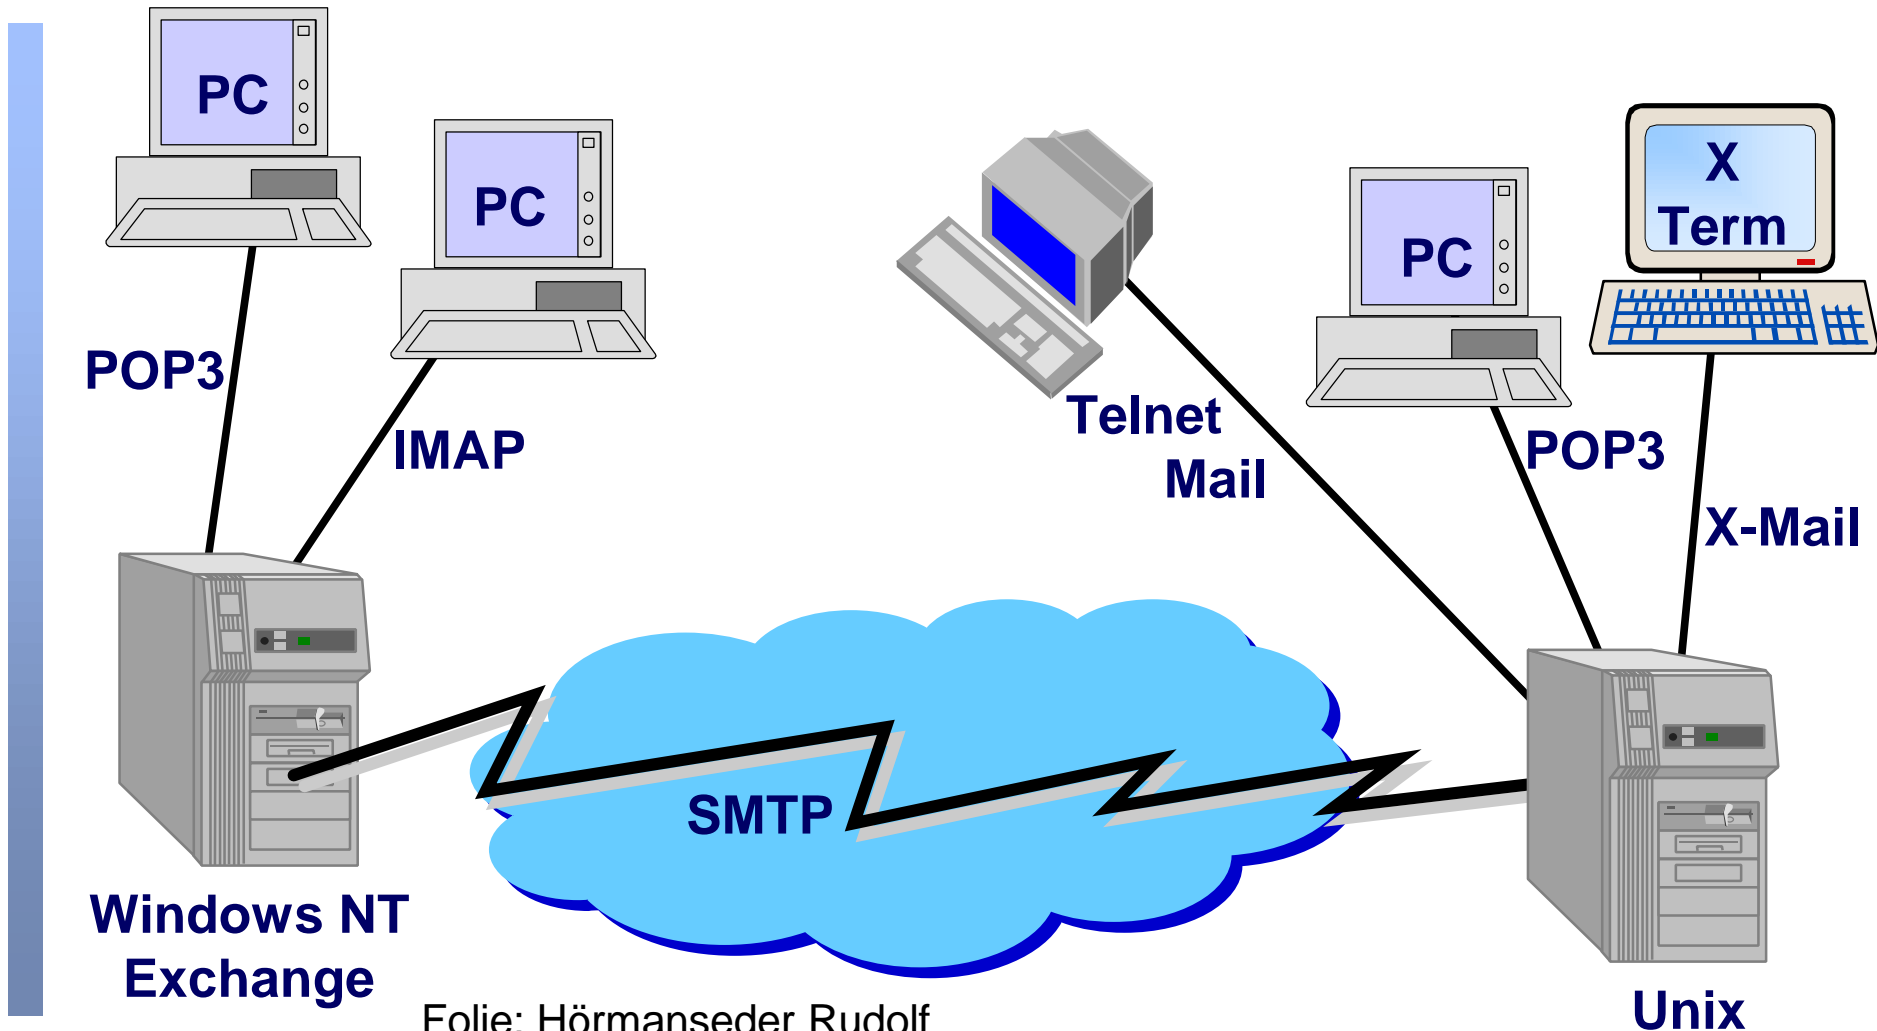 PC
PC
X
Term
PC
POP3
IMAP
Telnet
Mail
POP3
X-Mail
SMTP
Windows NT
Exchange
Unix
Folie: Hörmanseder Rudolf